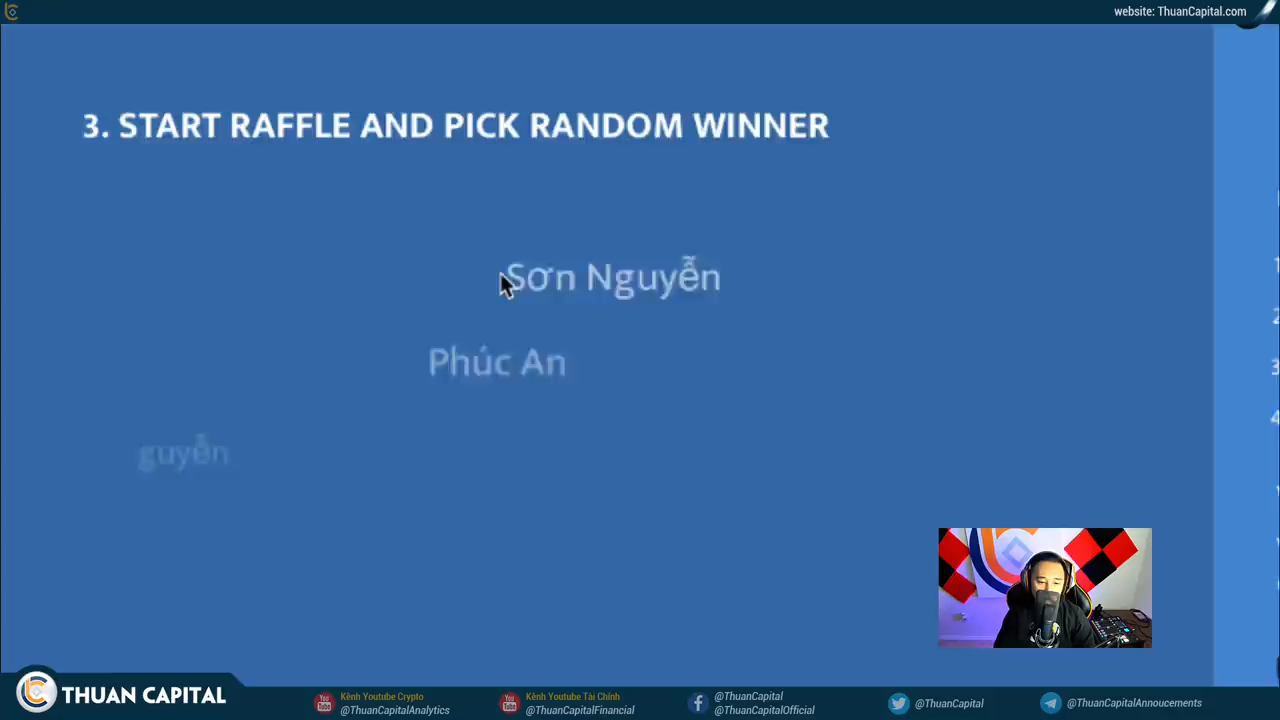 website: ThuanCapital.com
3. START RAFFLE AND PICK RANDOM WINNER
Sơn Nguyễn
Phúc An
guyễn
THUAN CAPITAL
Kênh Youtube Crypto
@ThuanCapitalAnalytics
Kênh Youtube Tài Chính
@ThuanCapitalFinancial
@ThuanCapital
@ThuanCapitalOfficial
@ThuanCapital
@ThuanCapitalAnnoucements